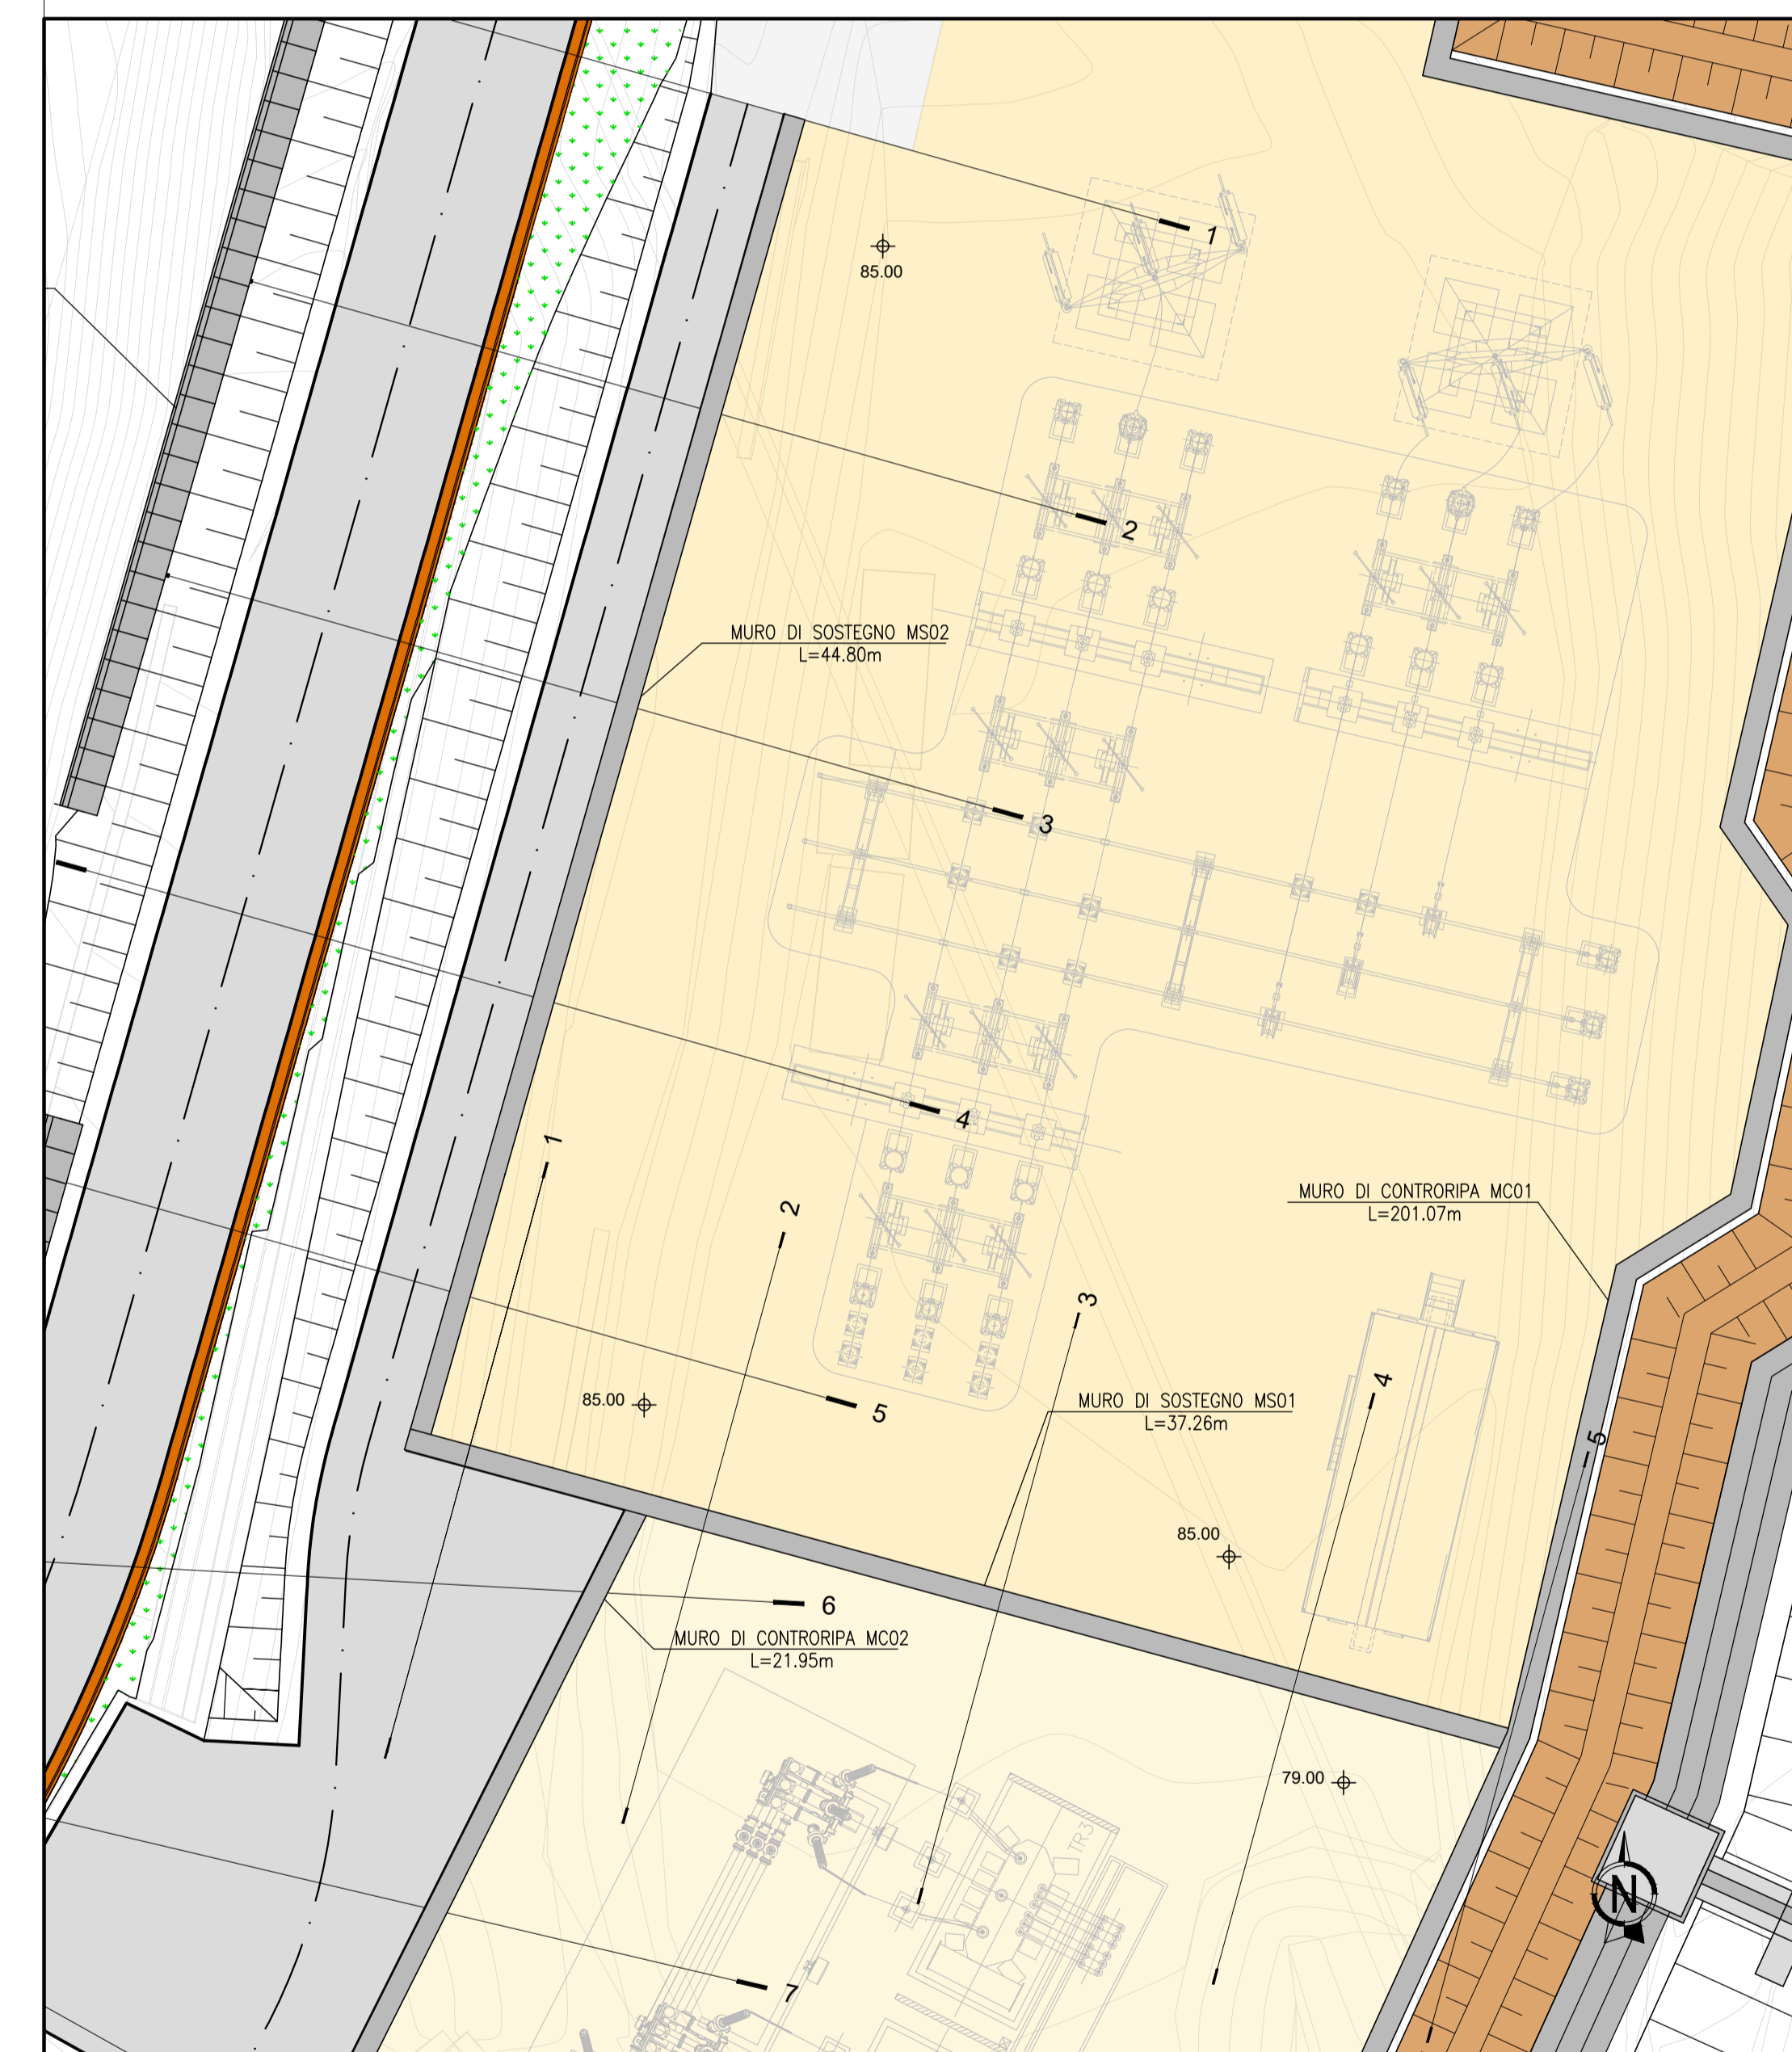 1
85.00
2
MURO DI SOSTEGNO MS02
L=44.80m
3
4
1
2
MURO DI CONTRORIPA MC01
L=201.07m
3
4
85.00
5
MURO DI SOSTEGNO MS01
L=37.26m
5
85.00
6
MURO DI CONTRORIPA MC02
L=21.95m
79.00
TR3
N
7